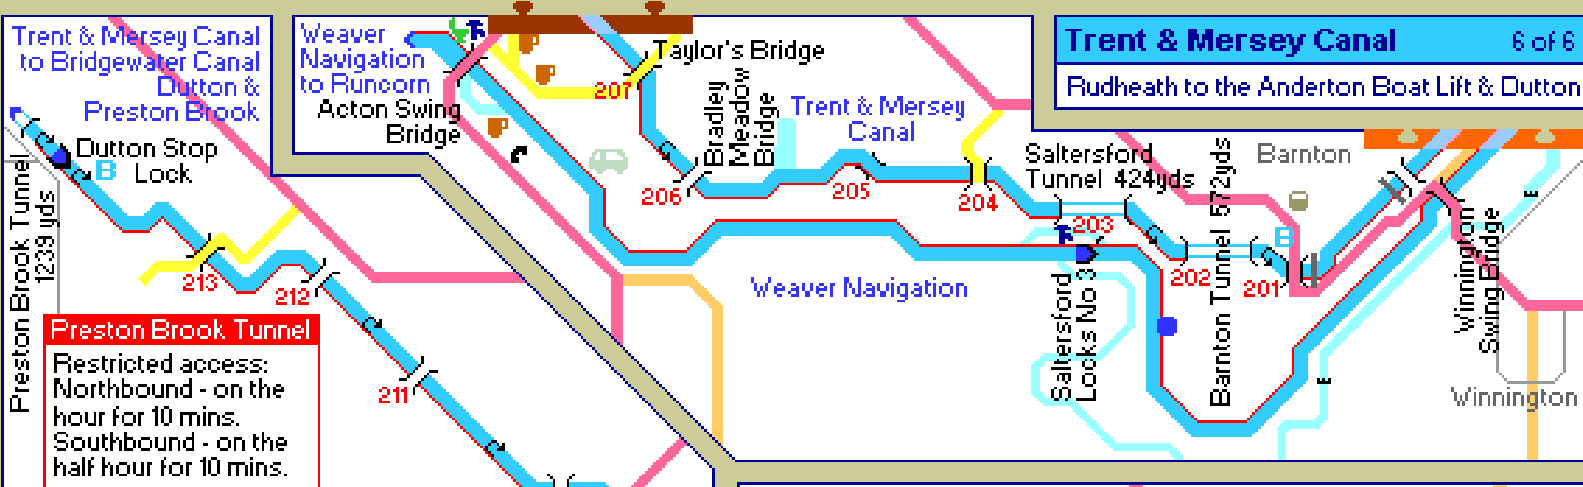 Trent & Mersey Canal
to Bridgewater Canal
Dutton &
Preston Brook
Dutton Stop
Lock
B
Preston Brook Tunnel
1239 yds
213
212
211
Preston Brook Tunnel
Restricted access:
Northbound - on the
hour for 10 mins.
Southbound - on the
half hour for 10 mins.
Weaver
Navigation
to Runcorn
Acton Swing
Bridge
Taylor's Bridge
207
Bradley
Meadow
Bridge
206
Trent & Mersey
Canal
205
204
Saltersford
Tunnel 424yds
203
202
Barnton Tunnel 572yds
201
B
Barnton
Weaver Navigation
Saltersford
Locks No 3
Winnington
Swing Bridge
E
E
Winnington
Trent & Mersey Canal
6 of 6
Rudheath to the Anderton Boat Lift & Dutton